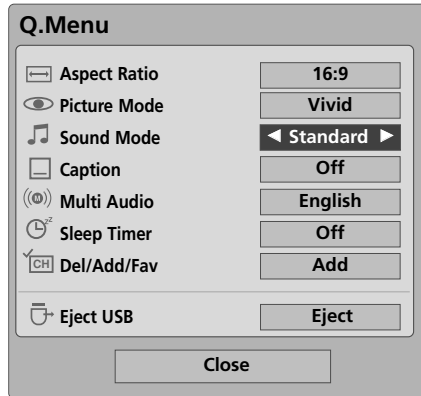 Q.Menu
Aspect Ratio 16:9
Picture Mode Vivid
Sound Mode ◀ Standard ▶
Caption Off
((M)) Multi Audio English
zz Sleep Timer Off
CH Del/Add/Fav Add
Eject USB Eject
Close